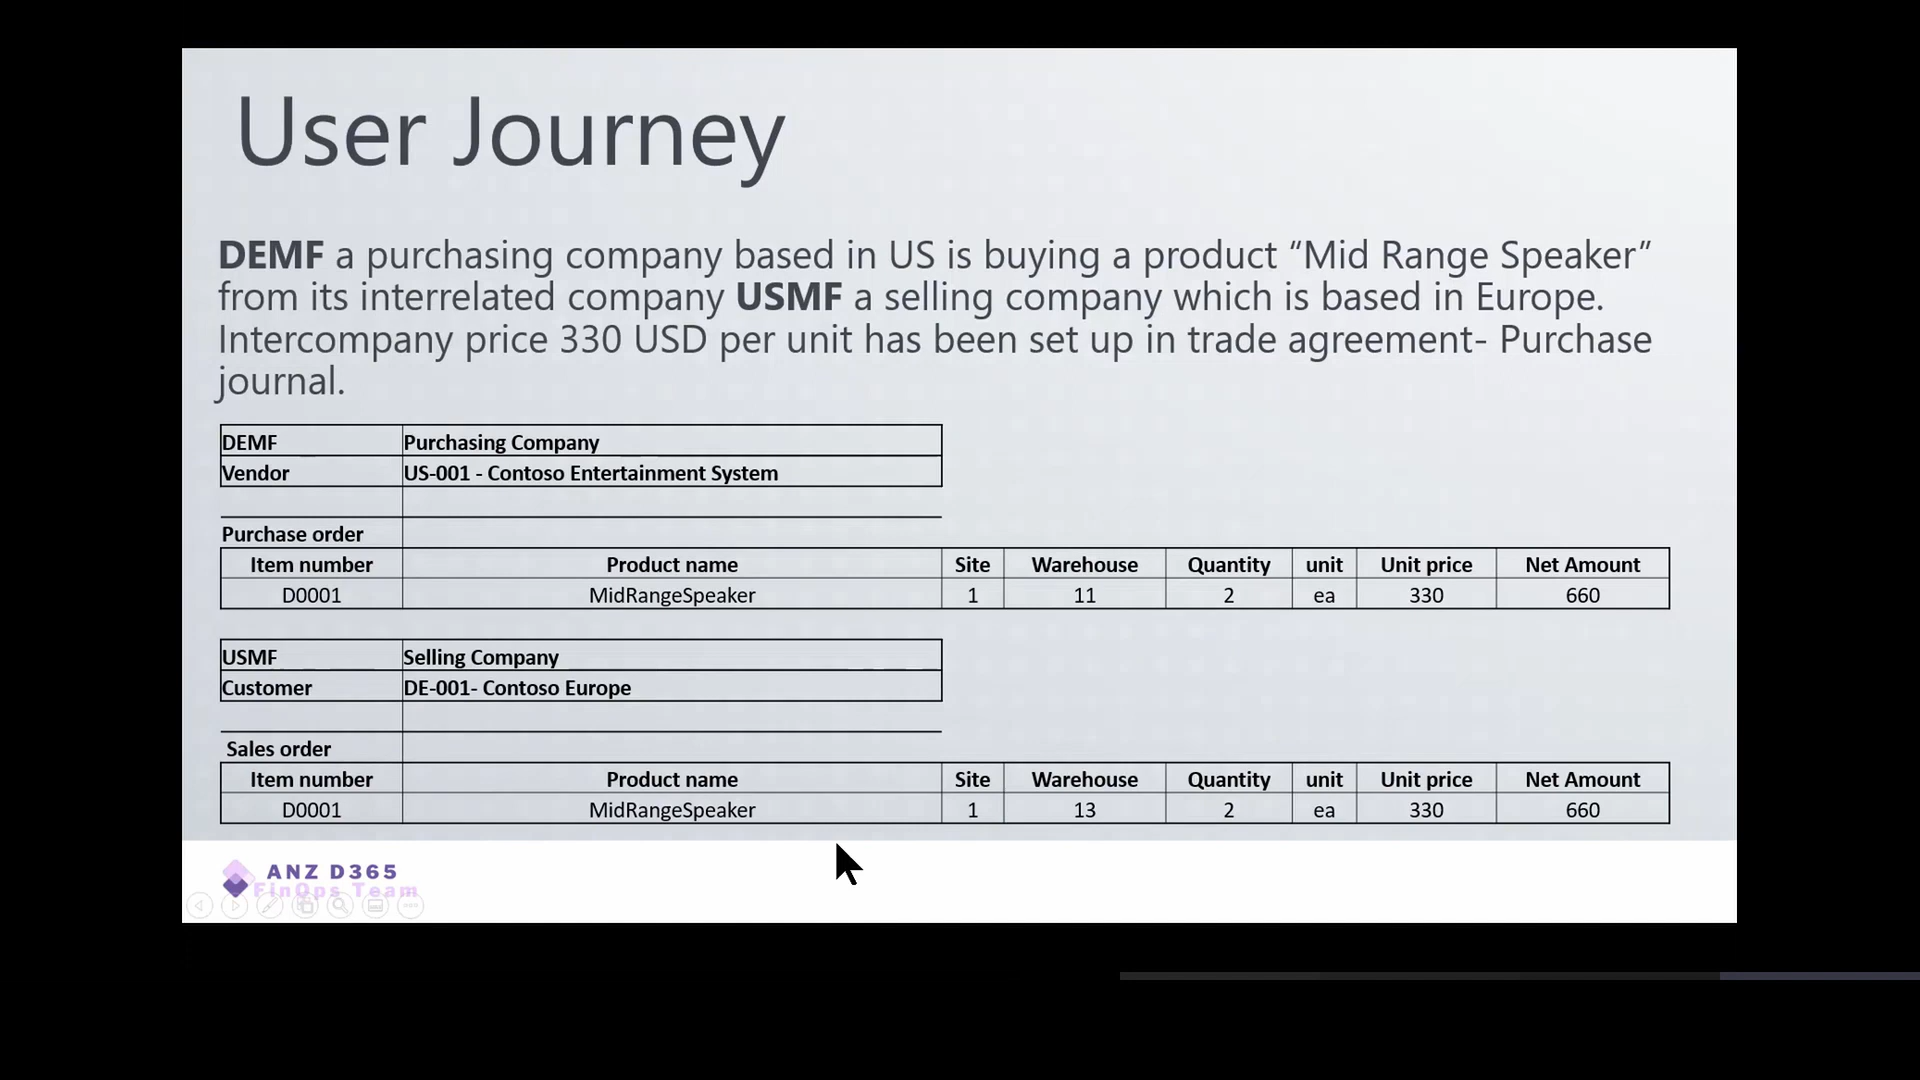 User Journey
DEMF a purchasing company based in US is buying a product “Mid Range Speaker”
from its interrelated company USMF a selling company which is based in Europe.
Intercompany price 330 USD per unit has been set up in trade agreement- Purchase
journal.
DEMF Purchasing Company
Vendor US-001 - Contoso Entertainment System
Purchase order
Item number Product name Site Warehouse Quantity unit Unit price Net Amount
D0001 MidRangeSpeaker 1 11 2 ea 330 660
USMF Selling Company
Customer DE-001- Contoso Europe
Sales order
Item number Product name Site Warehouse Quantity unit Unit price Net Amount
D0001 MidRangeSpeaker 1 13 2 ea 330 660
ANZ D365
FinOps Team